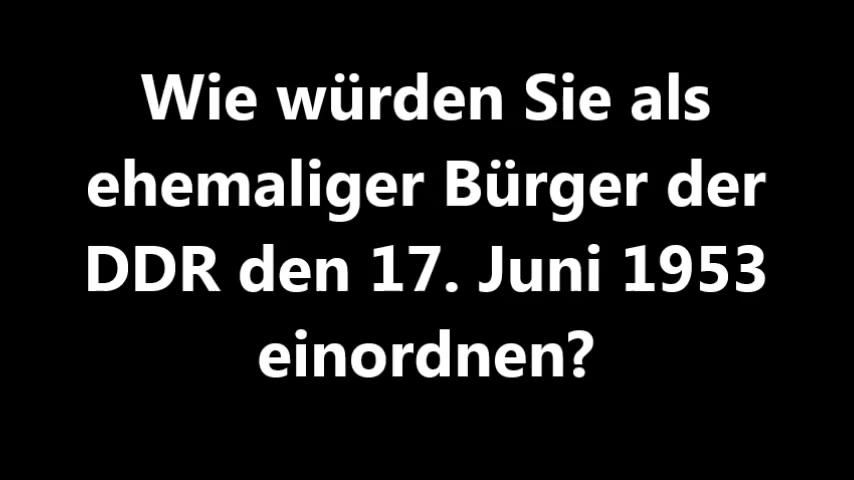 Wie würden Sie als
ehemaliger Bürger der
DDR den 17. Juni 1953
einordnen?